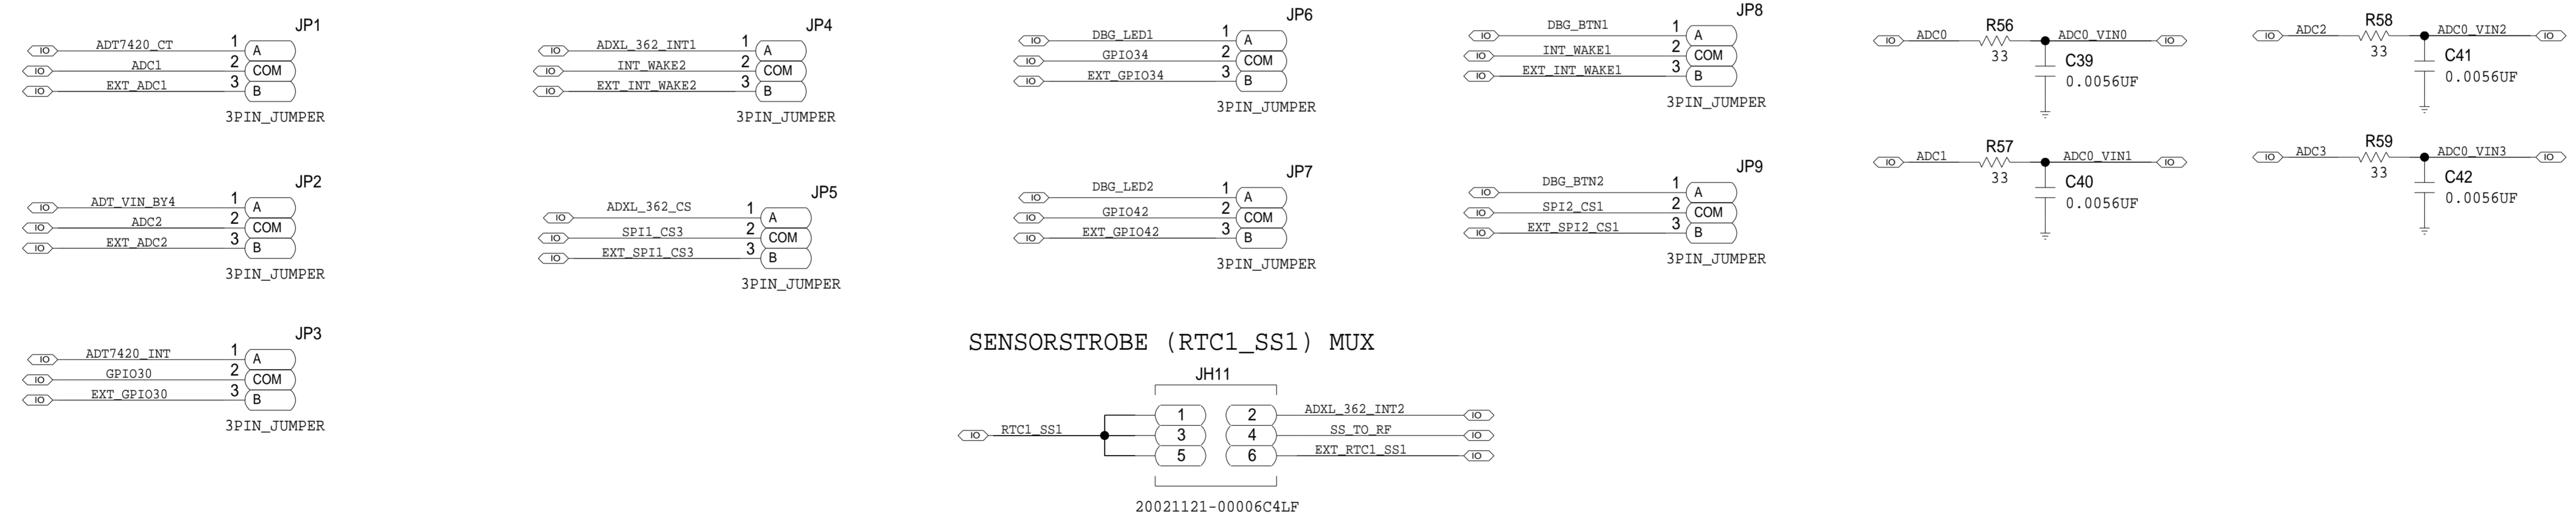 JP1
IO ADT7420_CT 1 A
IO ADC1 2 COM
IO EXT_ADC1 3 B
3PIN_JUMPER
JP4
IO ADXL_362_INT1 1 A
IO INT_WAKE2 2 COM
IO EXT_INT_WAKE2 3 B
3PIN_JUMPER
JP6
IO DBG_LED1 1 A
IO GPIO34 2 COM
IO EXT_GPIO34 3 B
3PIN_JUMPER
JP8
IO DBG_BTN1 1 A
IO INT_WAKE1 2 COM
IO EXT_INT_WAKE1 3 B
3PIN_JUMPER
R56
IO ADC0 ADC0_VIN0 IO
33
C39
0.0056UF
R58
IO ADC2 ADC0_VIN2 IO
33
C41
0.0056UF
JP2
IO ADT_VIN_BY4 1 A
IO ADC2 2 COM
IO EXT_ADC2 3 B
3PIN_JUMPER
JP5
IO ADXL_362_CS 1 A
IO SPI1_CS3 2 COM
IO EXT_SPI1_CS3 3 B
3PIN_JUMPER
JP7
IO DBG_LED2 1 A
IO GPIO42 2 COM
IO EXT_GPIO42 3 B
3PIN_JUMPER
JP9
IO DBG_BTN2 1 A
IO SPI2_CS1 2 COM
IO EXT_SPI2_CS1 3 B
3PIN_JUMPER
R57
IO ADC1 ADC0_VIN1 IO
33
C40
0.0056UF
R59
IO ADC3 ADC0_VIN3 IO
33
C42
0.0056UF
JP3
IO ADT7420_INT 1 A
IO GPIO30 2 COM
IO EXT_GPIO30 3 B
3PIN_JUMPER
SENSORSTROBE (RTC1_SS1) MUX
JH11
1 2 ADXL_362_INT2 IO
IO RTC1_SS1 3 4 SS_TO_RF IO
5 6 EXT_RTC1_SS1 IO
20021121-00006C4LF